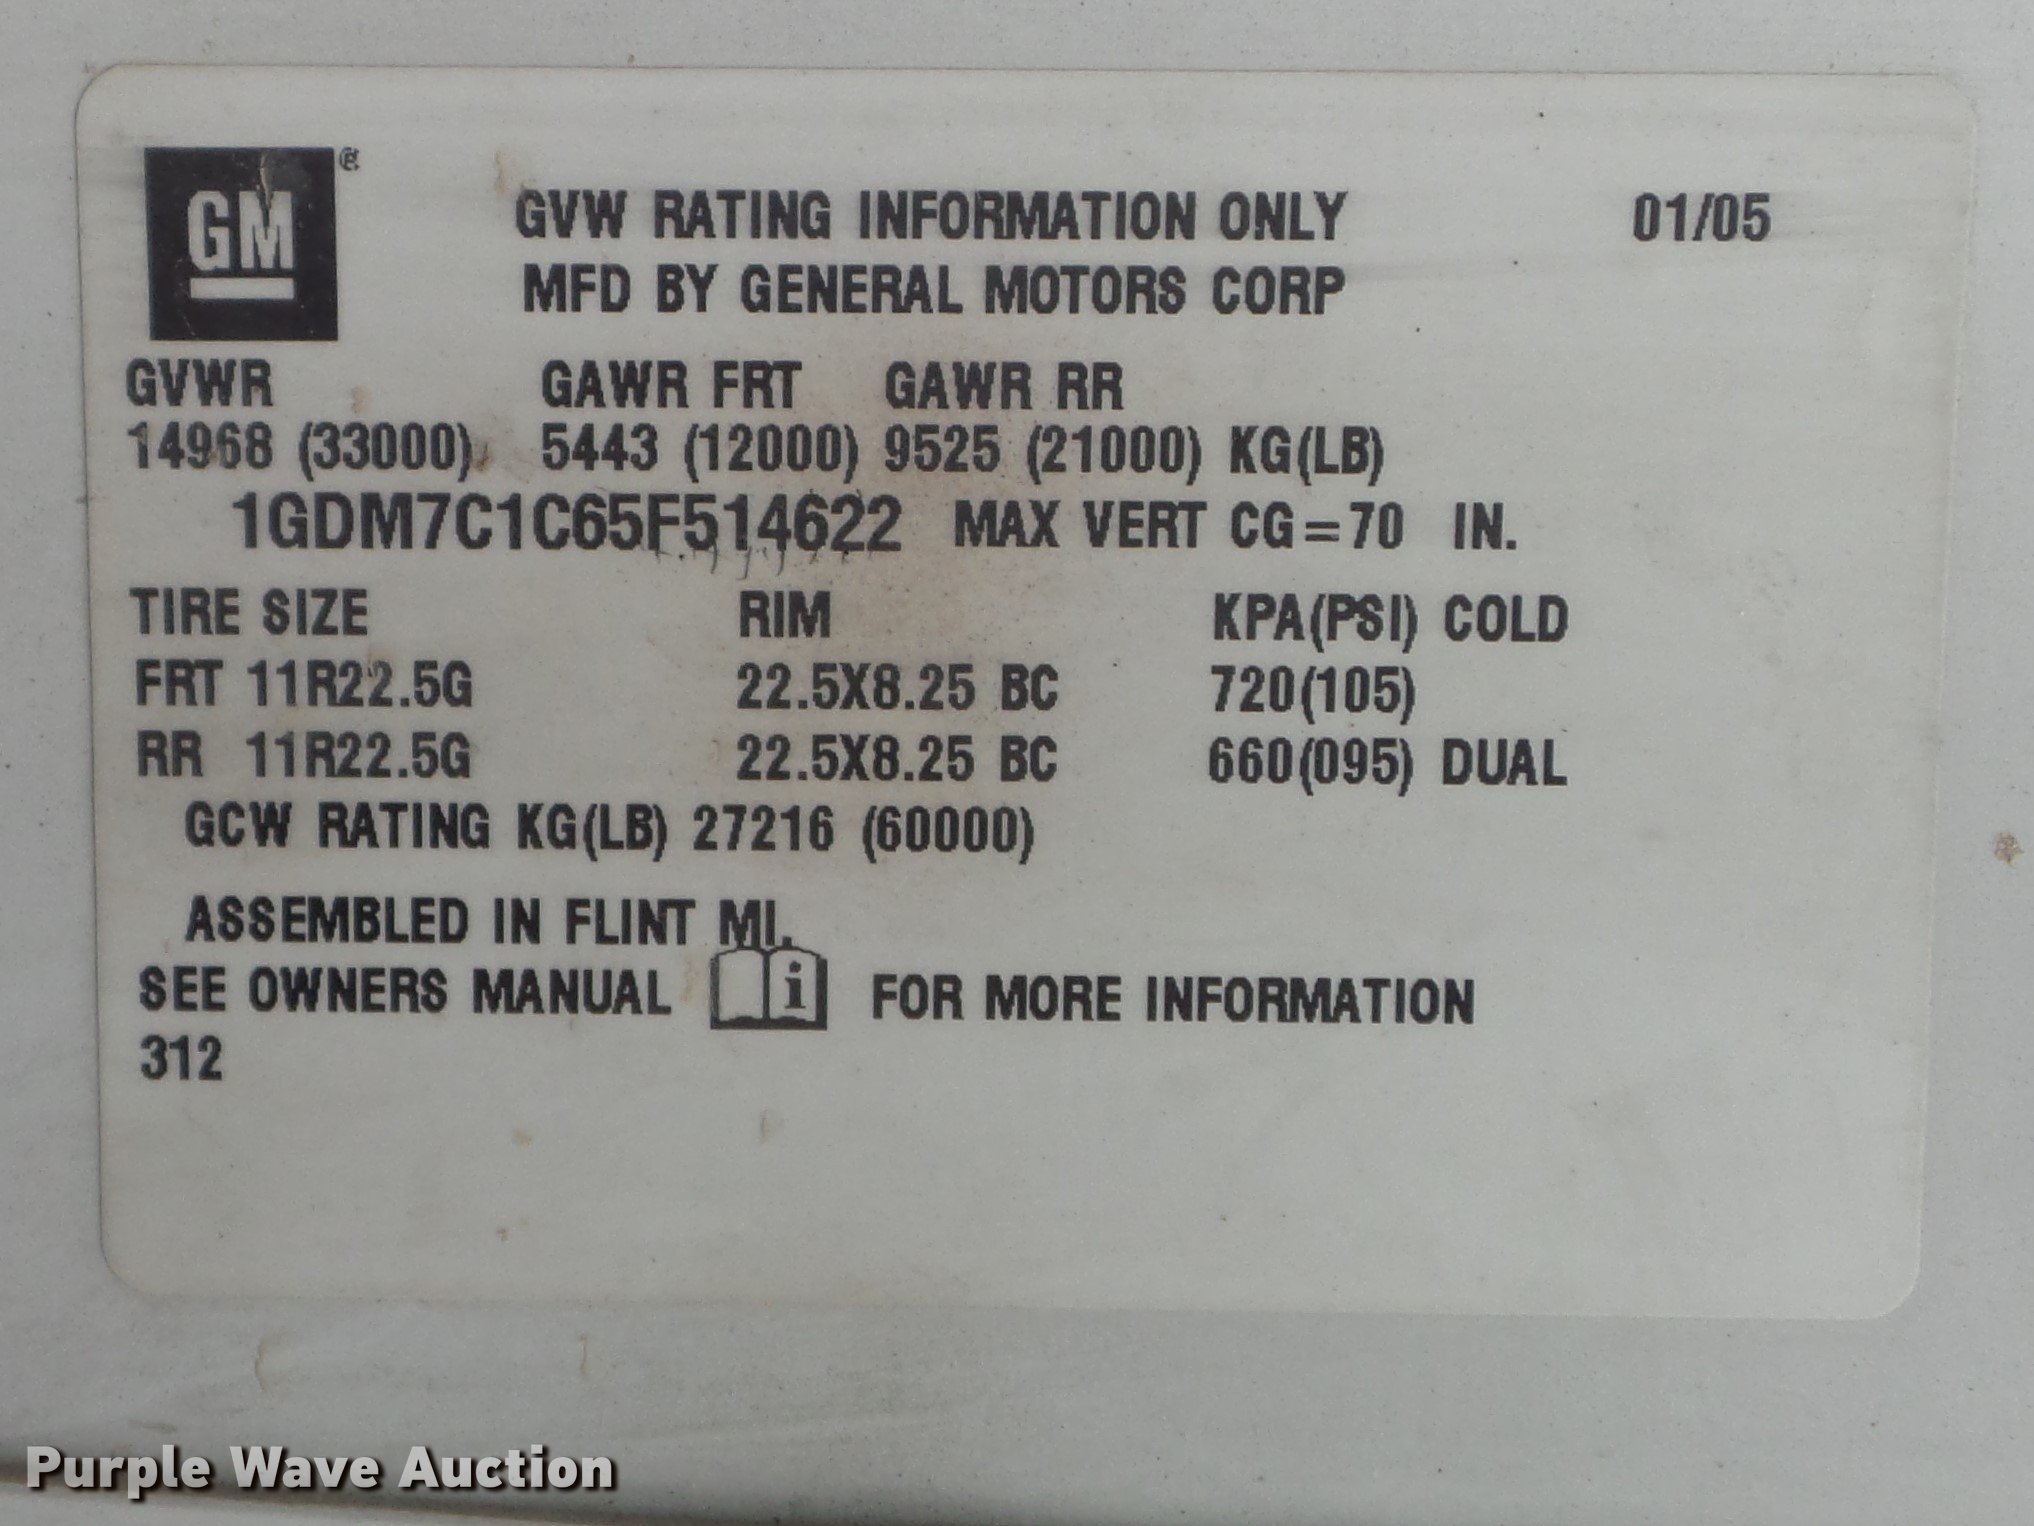 GM ®
GVW RATING INFORMATION ONLY 01/05
MFD BY GENERAL MOTORS CORP
GVWR GAWR FRT GAWR RR
14968 (33000) 5443 (12000) 9525 (21000) KG(LB)
1GDM7C1C65F514622 MAX VERT CG=70 IN.
TIRE SIZE RIM KPA(PSI) COLD
FRT 11R22.5G 22.5X8.25 BC 720(105)
RR 11R22.5G 22.5X8.25 BC 660(095) DUAL
GCW RATING KG(LB) 27216 (60000)
ASSEMBLED IN FLINT MI.
SEE OWNERS MANUAL i FOR MORE INFORMATION
312
Purple Wave Auction